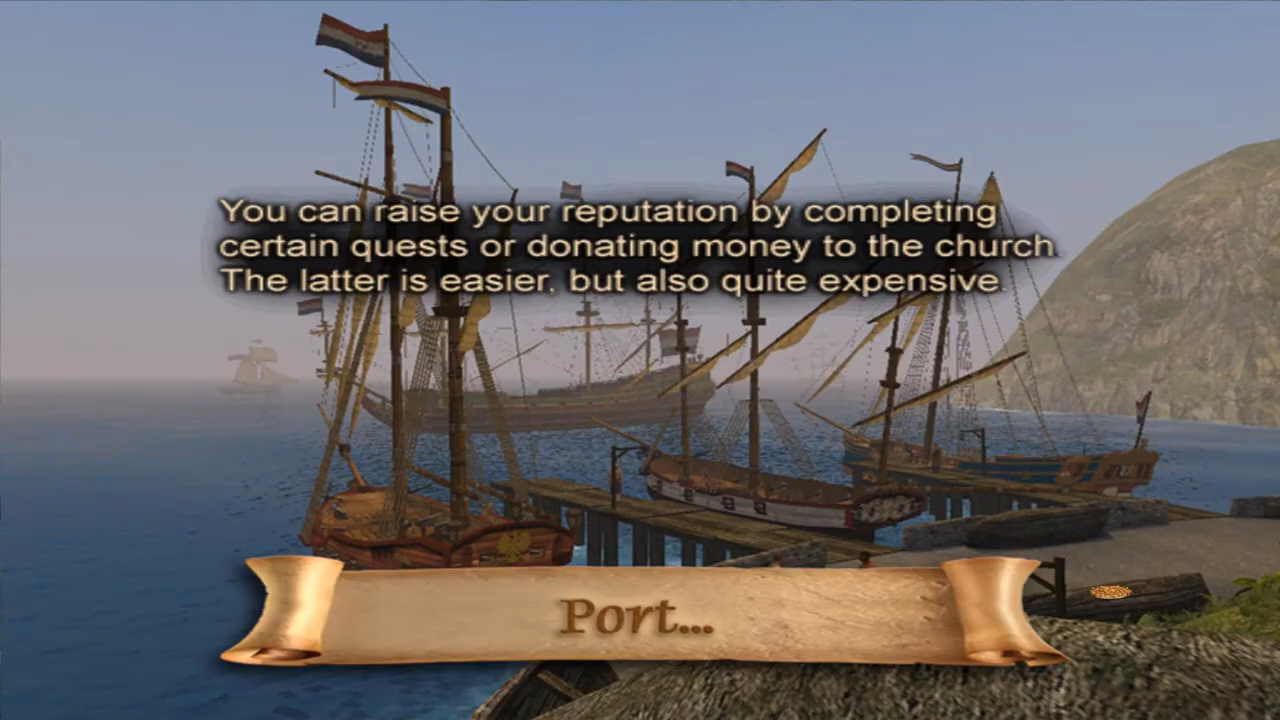 You can raise your reputation by completing
certain quests or donating money to the church.
The latter is easier, but also quite expensive.
Port...